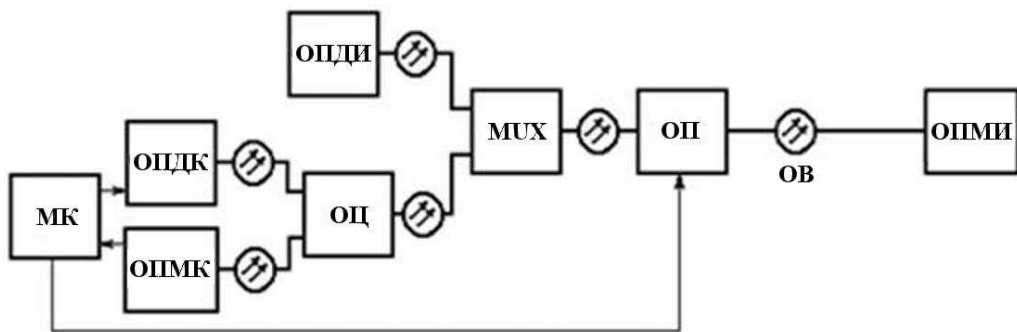 ОПДИ
MUX
ОП
ОПМИ
ОВ
ОПДК
МК
ОЦ
ОПМК